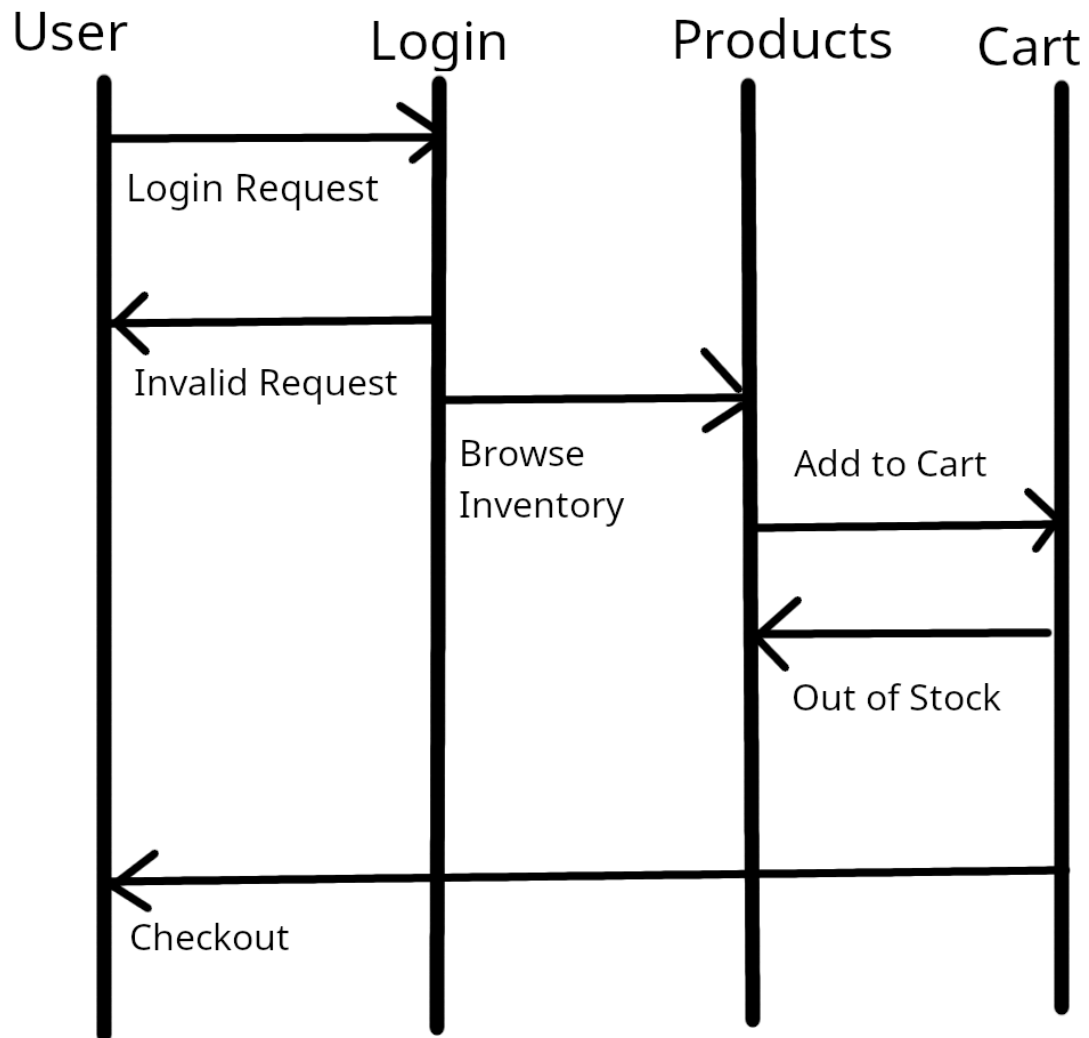 User
Login
Products
Cart
Login Request
Invalid Request
Browse
Inventory
Add to Cart
Out of Stock
Checkout